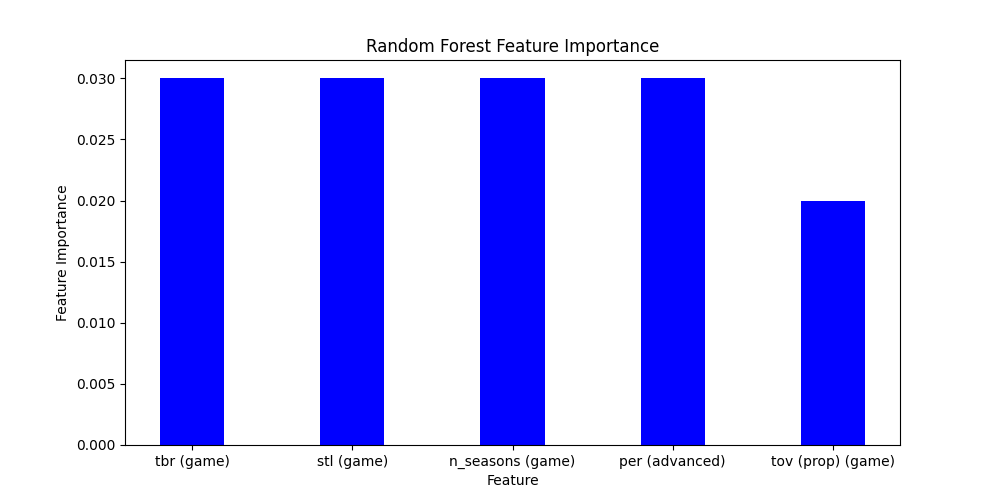 Random Forest Feature Importance
Feature Importance
0.030
0.025
0.020
0.015
0.010
0.005
0.000
tbr (game) stl (game) n_seasons (game) per (advanced) tov (prop) (game)
Feature